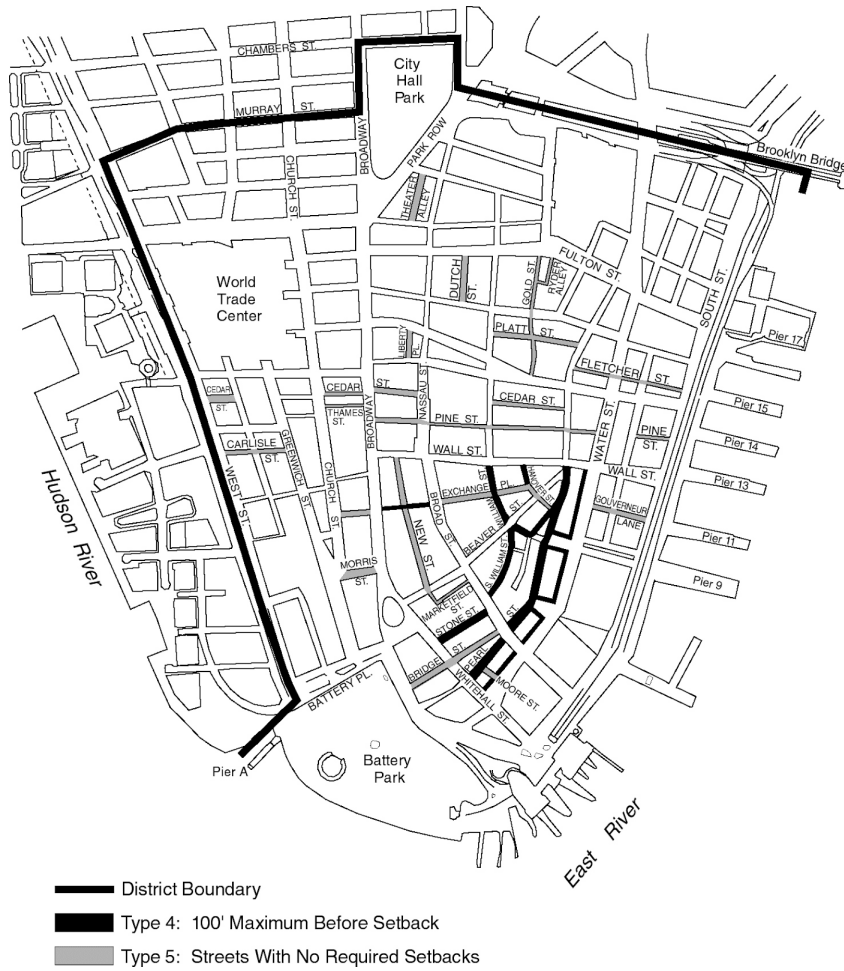 CHAMBERS ST.
City
Hall
Park
MURRAY ST.
BROADWAY
PARK ROW
Brooklyn Bridge
CHURCH ST.
THEATER
ALLEY
FULTON ST.
SOUTH ST.
World
Trade
Center
DUTCH
ST.
GOLD ST.
RYDER
ALLEY
PLATT ST.
Pier 17
LIBERTY
PL.
NASSAU ST.
FLETCHER ST.
CEDAR
ST.
CEDAR ST.
CEDAR ST.
Pier 15
THAMES
ST.
BROADWAY
PINE ST.
WATER ST.
PINE
ST.
Pier 14
CARLISLE
ST.
GREENWICH ST.
WALL ST.
WALL ST.
Pier 13
Hudson River
WEST ST.
CHURCH ST.
BROAD ST.
EXCHANGE PL.
WILLIAM ST.
HANOVER ST.
GOUVERNEUR
LANE
NEW ST.
BEAVER ST.
Pier 11
MORRIS
ST.
S. WILLIAM ST.
Pier 9
MARKETFIELD
ST.
STONE ST.
BRIDGE ST.
PEARL ST.
MOORE ST.
WHITEHALL ST.
BATTERY PL.
Pier A
Battery
Park
East River
District Boundary
Type 4: 100' Maximum Before Setback
Type 5: Streets With No Required Setbacks